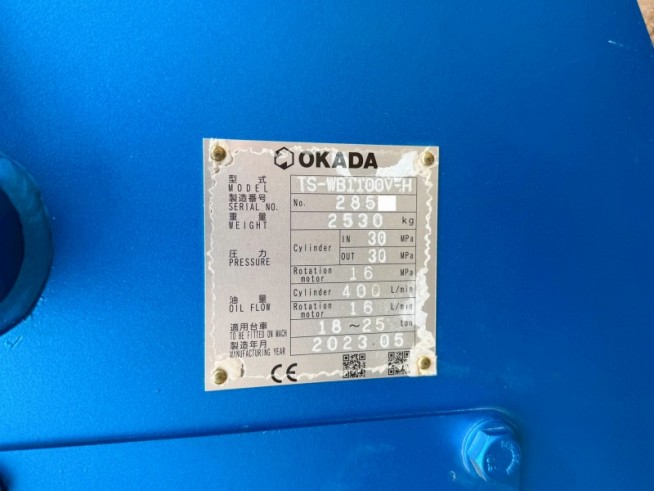 OKADA
型式 MODEL TS-WB1100V-H
製造番号 SERIAL NO. No. 285
重量 WEIGHT 2530 kg
圧力 PRESSURE Cylinder IN 30 MPa
OUT 30 MPa
Rotation motor 16 MPa
油量 OIL FLOW Cylinder 400 L/min
Rotation motor 16 L/min
適用台車 TO BE FITTED ON MACH 18～25 ton
製造年月 MANUFACTURING YEAR 2023.05
CE